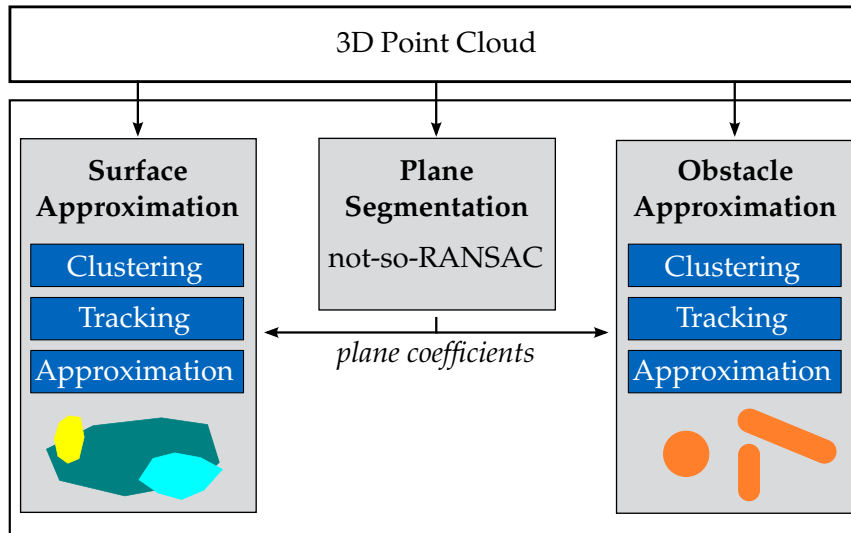 3D Point Cloud
Surface
Approximation
Clustering
Tracking
Approximation
Plane
Segmentation
not-so-RANSAC
plane coefficients
Obstacle
Approximation
Clustering
Tracking
Approximation